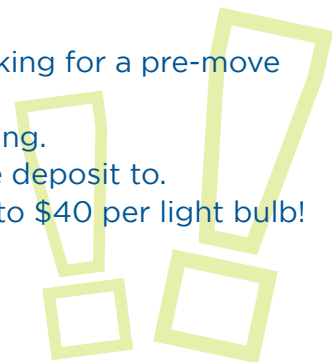 king for a pre-move
ng.
deposit to.
to $40 per light bulb!